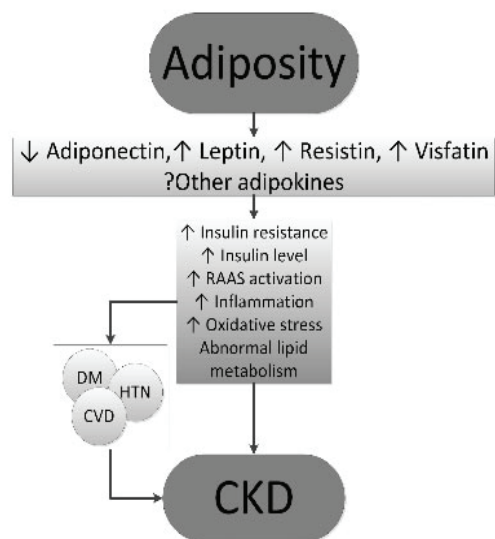 Adiposity
↓ Adiponectin,↑ Leptin, ↑ Resistin, ↑ Visfatin
?Other adipokines
↑ Insulin resistance
↑ Insulin level
↑ RAAS activation
↑ Inflammation
↑ Oxidative stress
Abnormal lipid
metabolism
DM
HTN
CVD
CKD